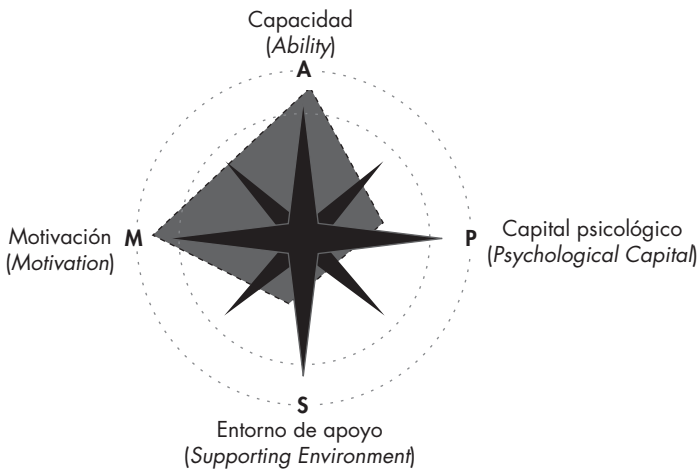 Capacidad
(Ability)
A
Motivación
(Motivation)
M
P
Capital psicológico
(Psychological Capital)
S
Entorno de apoyo
(Supporting Environment)